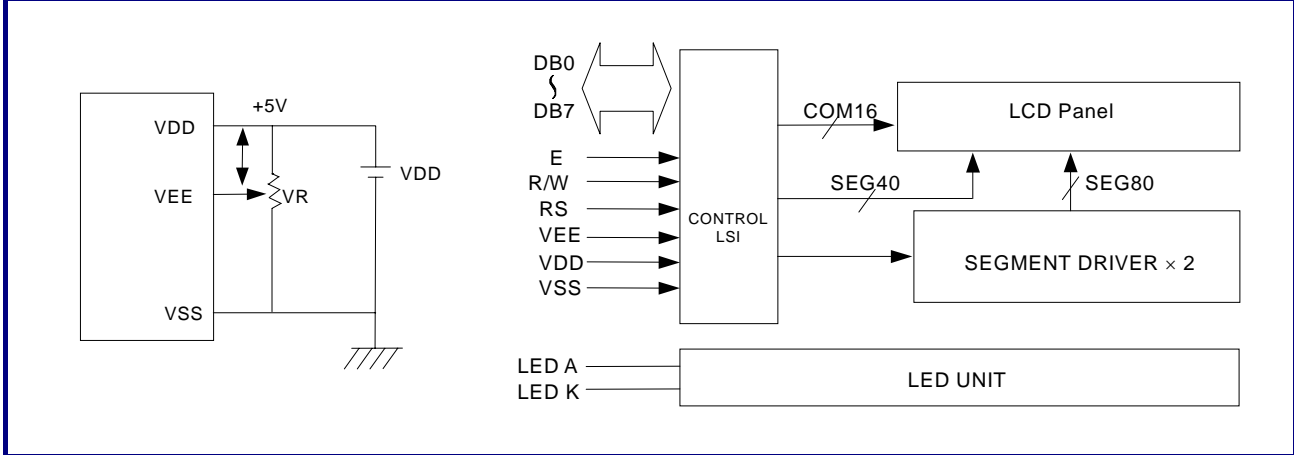 +5V
VDD
VEE
VR
VDD
VSS
DB0
DB7
E
R/W
RS
VEE
VDD
VSS
CONTROL
LSI
COM16
SEG40
LCD Panel
SEG80
SEGMENT DRIVER × 2
LED A
LED K
LED UNIT